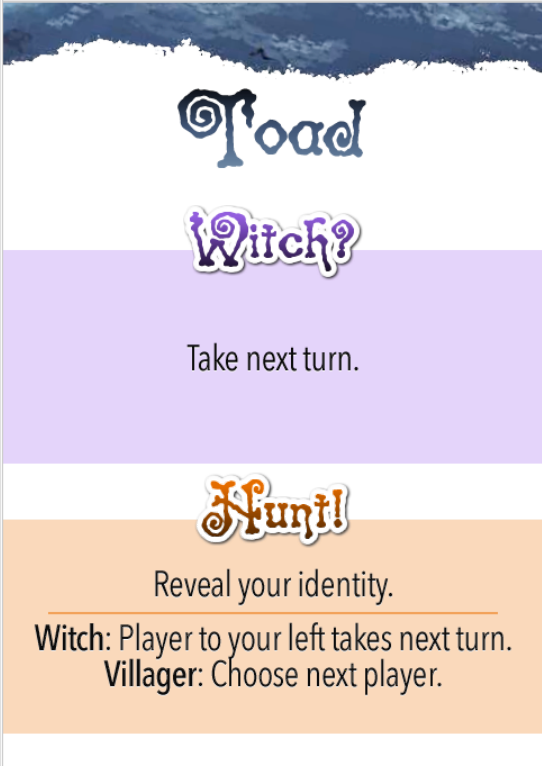 Toad
Witch?
Take next turn.
Hunt!
Reveal your identity.
Witch: Player to your left takes next turn.
Villager: Choose next player.